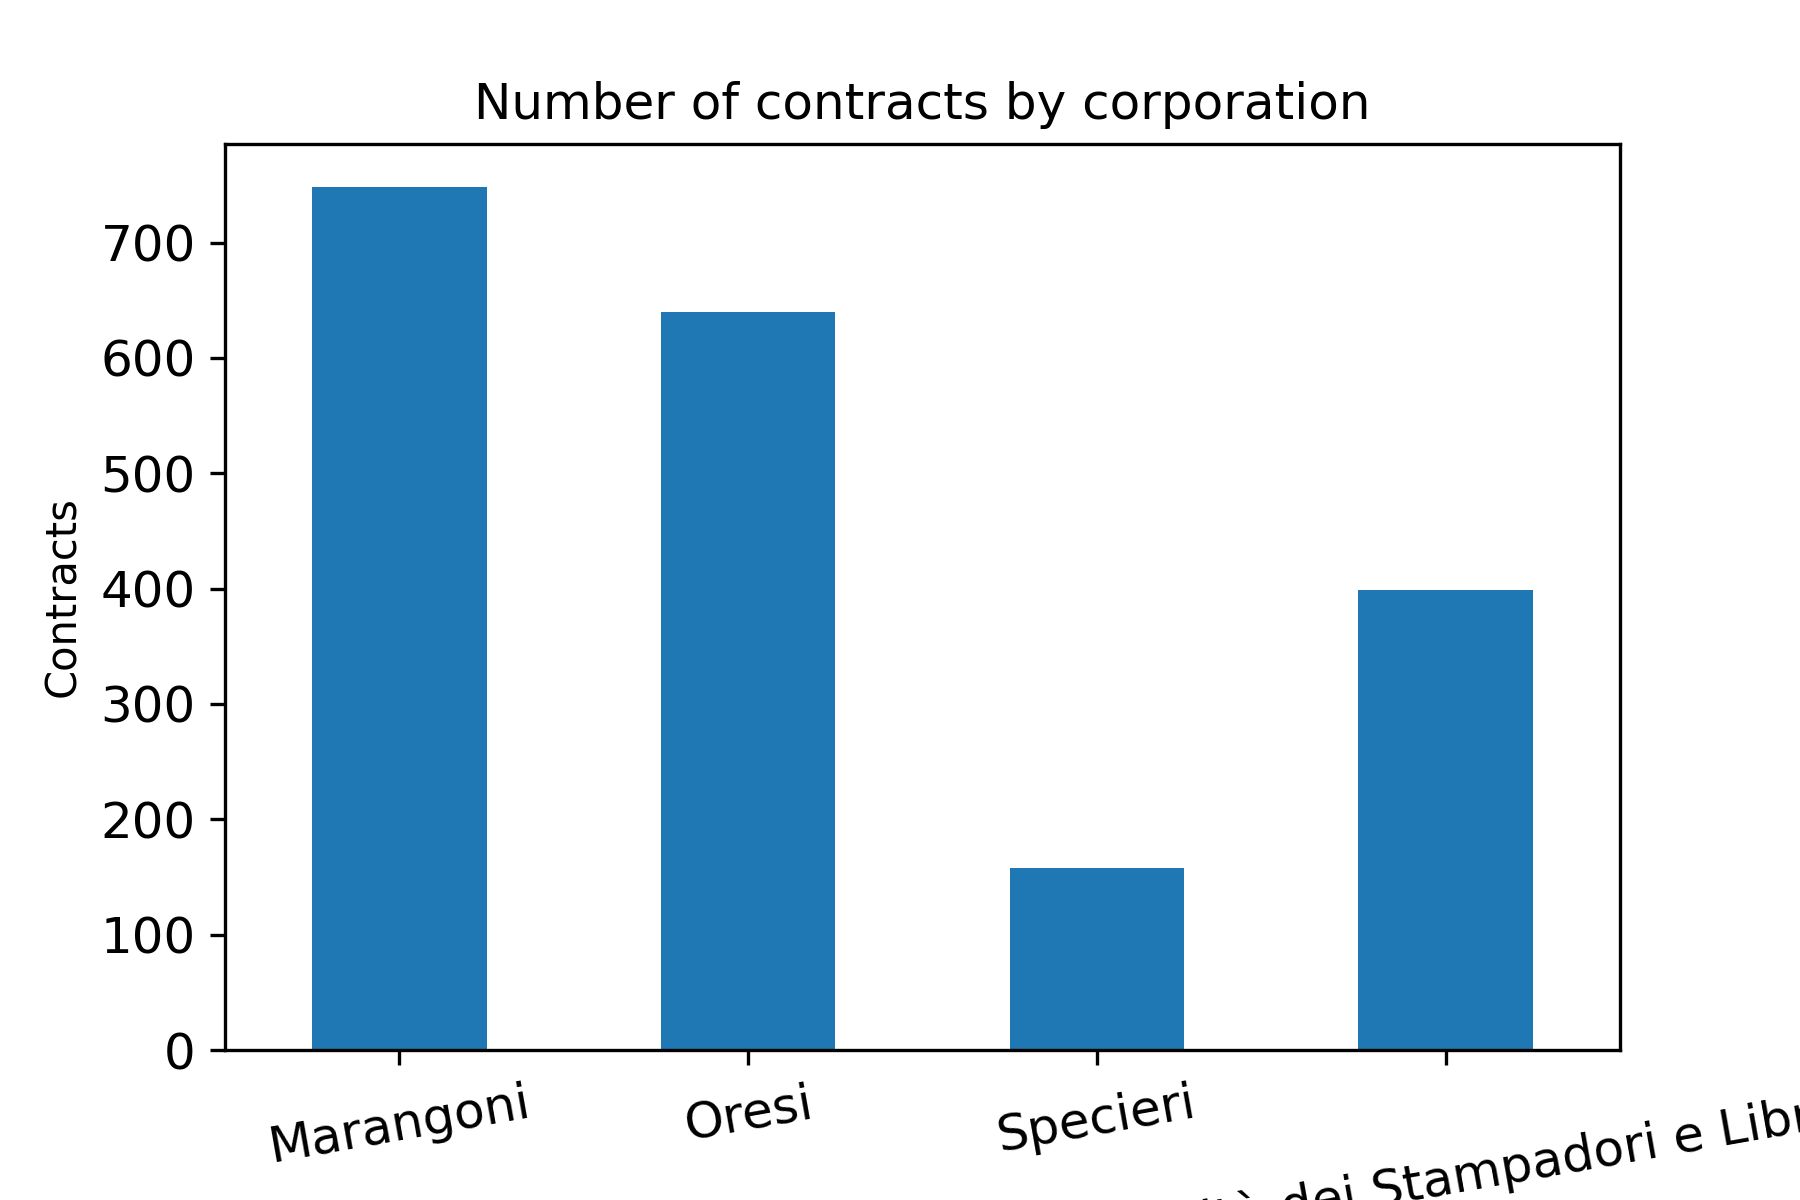 Number of contracts by corporation
Contracts
700
600
500
400
300
200
100
0
Marangoni
Oresi
Specieri
dei Stampadori e Libr